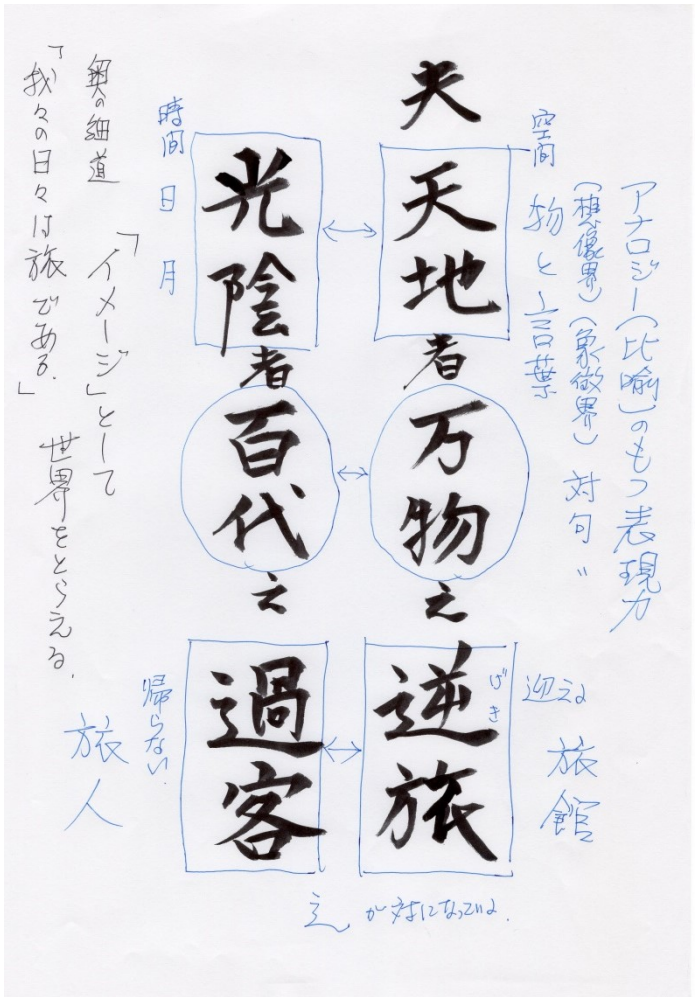 アナロジー(比喩)のもつ表現力
(想像界)(象徴界) 対句〃
物と言葉
空間
迎える
旅館
夫天地者万物之逆旅
げき
光陰者百代之過客
時間
日 月
帰らない.
旅人
奥の細道
「イメージ」として
世界をとらえる.
「我々の日々は旅である.」
辶が対になっている.